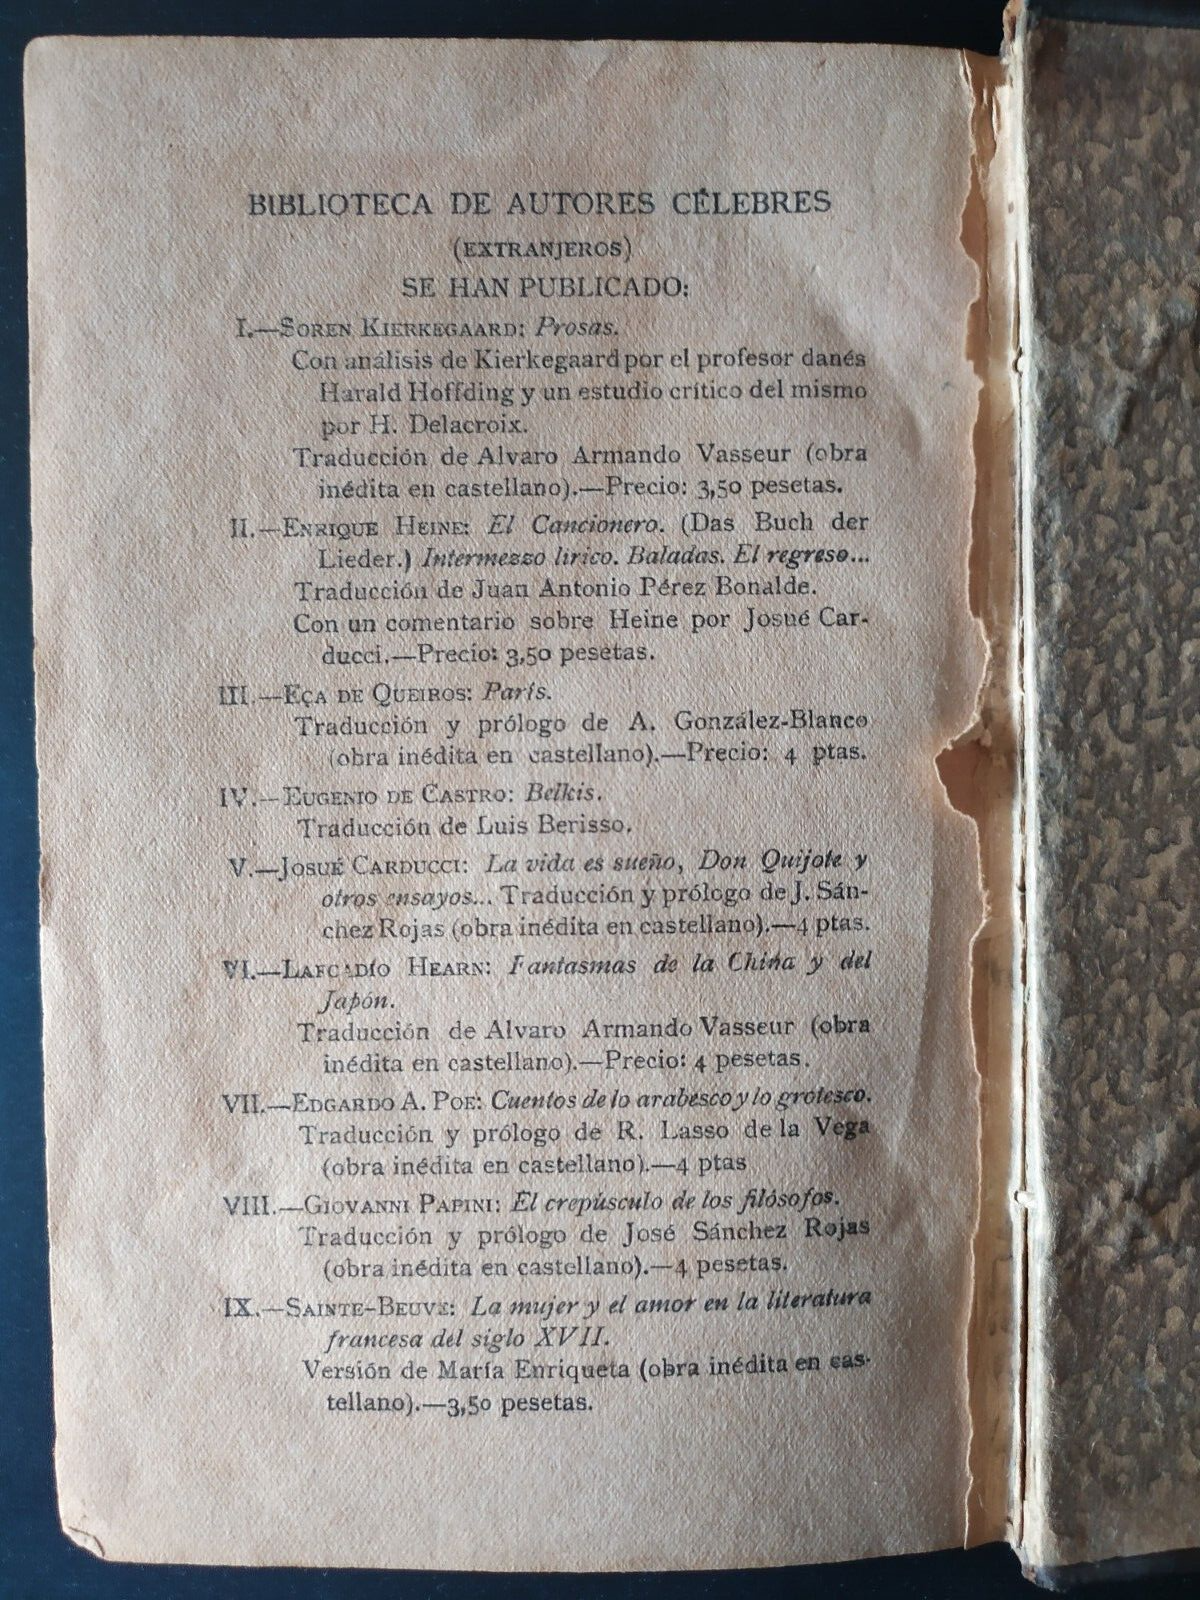 BIBLIOTECA DE AUTORES CÉLEBRES
(EXTRANJEROS)
SE HAN PUBLICADO:
I.—SOREN KIERKEGAARD: Prosas.
Con análisis de Kierkegaard por el profesor danés
Harald Hoffding y un estudio crítico del mismo
por H. Delacroix.
Traducción de Alvaro Armando Vasseur (obra
inédita en castellano).—Precio: 3,50 pesetas.
II.—ENRIQUE HEINE: El Cancionero. (Das Buch der
Lieder.) Intermezzo lírico. Baladas. El regreso...
Traducción de Juan Antonio Pérez Bonalde.
Con un comentario sobre Heine por Josué Car-
ducci.—Precio: 3,50 pesetas.
III.—EÇA DE QUEIROS: París.
Traducción y prólogo de A. González-Blanco
(obra inédita en castellano).—Precio: 4 ptas.
IV.—EUGENIO DE CASTRO: Belkis.
Traducción de Luis Berisso.
V.—JOSUÉ CARDUCCI: La vida es sueño, Don Quijote y
otros ensayos... Traducción y prólogo de J. Sán-
chez Rojas (obra inédita en castellano).—4 ptas.
VI.—LAFCADÍO HEARN: Fantasmas de la China y del
Japón.
Traducción de Alvaro Armando Vasseur (obra
inédita en castellano).—Precio: 4 pesetas.
VII.—EDGARDO A. POE: Cuentos de lo arabesco y lo grotesco.
Traducción y prólogo de R. Lasso de la Vega
(obra inédita en castellano).—4 ptas
VIII.—GIOVANNI PAPINI: El crepúsculo de los filósofos.
Traducción y prólogo de José Sánchez Rojas
(obra inédita en castellano).—4 pesetas.
IX.—SAINTE-BEUVE: La mujer y el amor en la literatura
francesa del siglo XVII.
Versión de María Enriqueta (obra inédita en cas-
tellano).—3,50 pesetas.